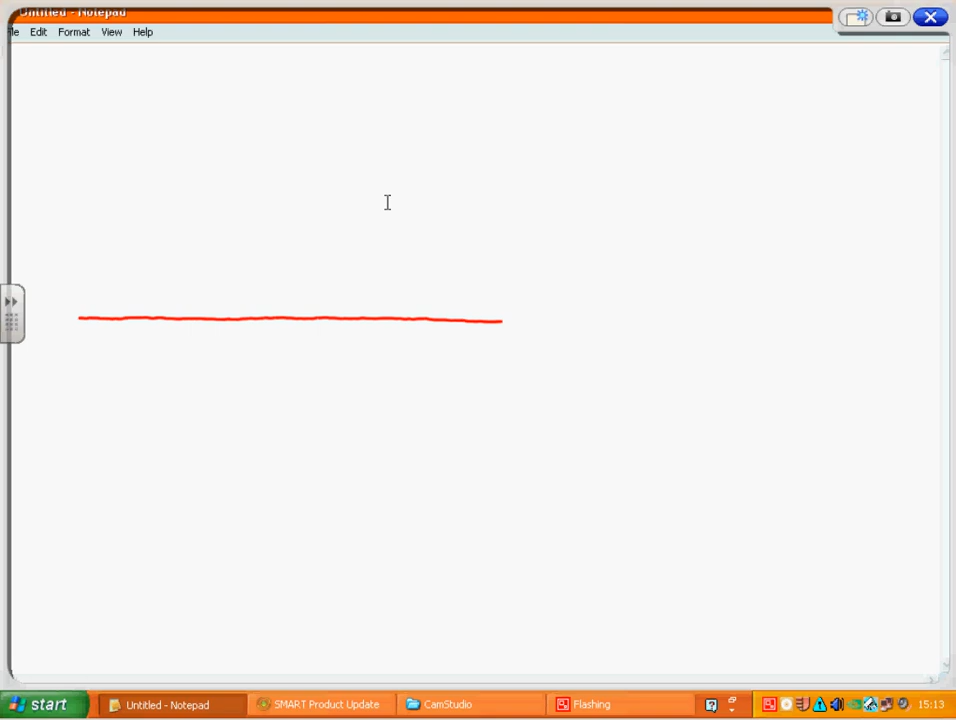 Untitled - Notepad
le Edit Format View Help
start Untitled - Notepad SMART Product Update CamStudio Flashing 15:13